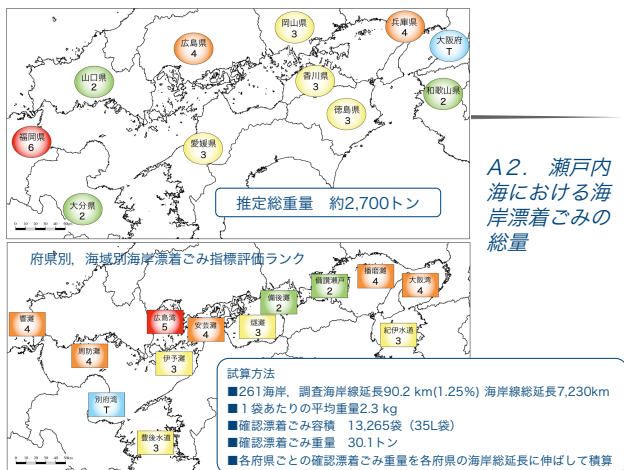 岡山県
3
兵庫県
4
広島県
4
大阪府
T
山口県
2
香川県
3
和歌山県
2
徳島県
3
福岡県
6
愛媛県
3
大分県
2
推定総重量 約2,700トン
A2. 瀬戸内
海における海
岸漂着ごみの
総量
府県別,海域別海岸漂着ごみ指標評価ランク
播磨灘
4
大阪湾
4
備讃瀬戸
2
備後灘
2
響灘
4
広島湾
5
安芸灘
4
燧灘
3
紀伊水道
3
周防灘
4
伊予灘
3
別府湾
T
豊後水道
3
試算方法
■261海岸,調査海岸線延長90.2 km(1.25%) 海岸線総延長7,230km
■1袋あたりの平均重量2.3 kg
■確認漂着ごみ容積 13,265袋(35L袋)
■確認漂着ごみ重量 30.1トン
■各府県ごとの確認漂着ごみ重量を各府県の海岸総延長に伸ばして積算